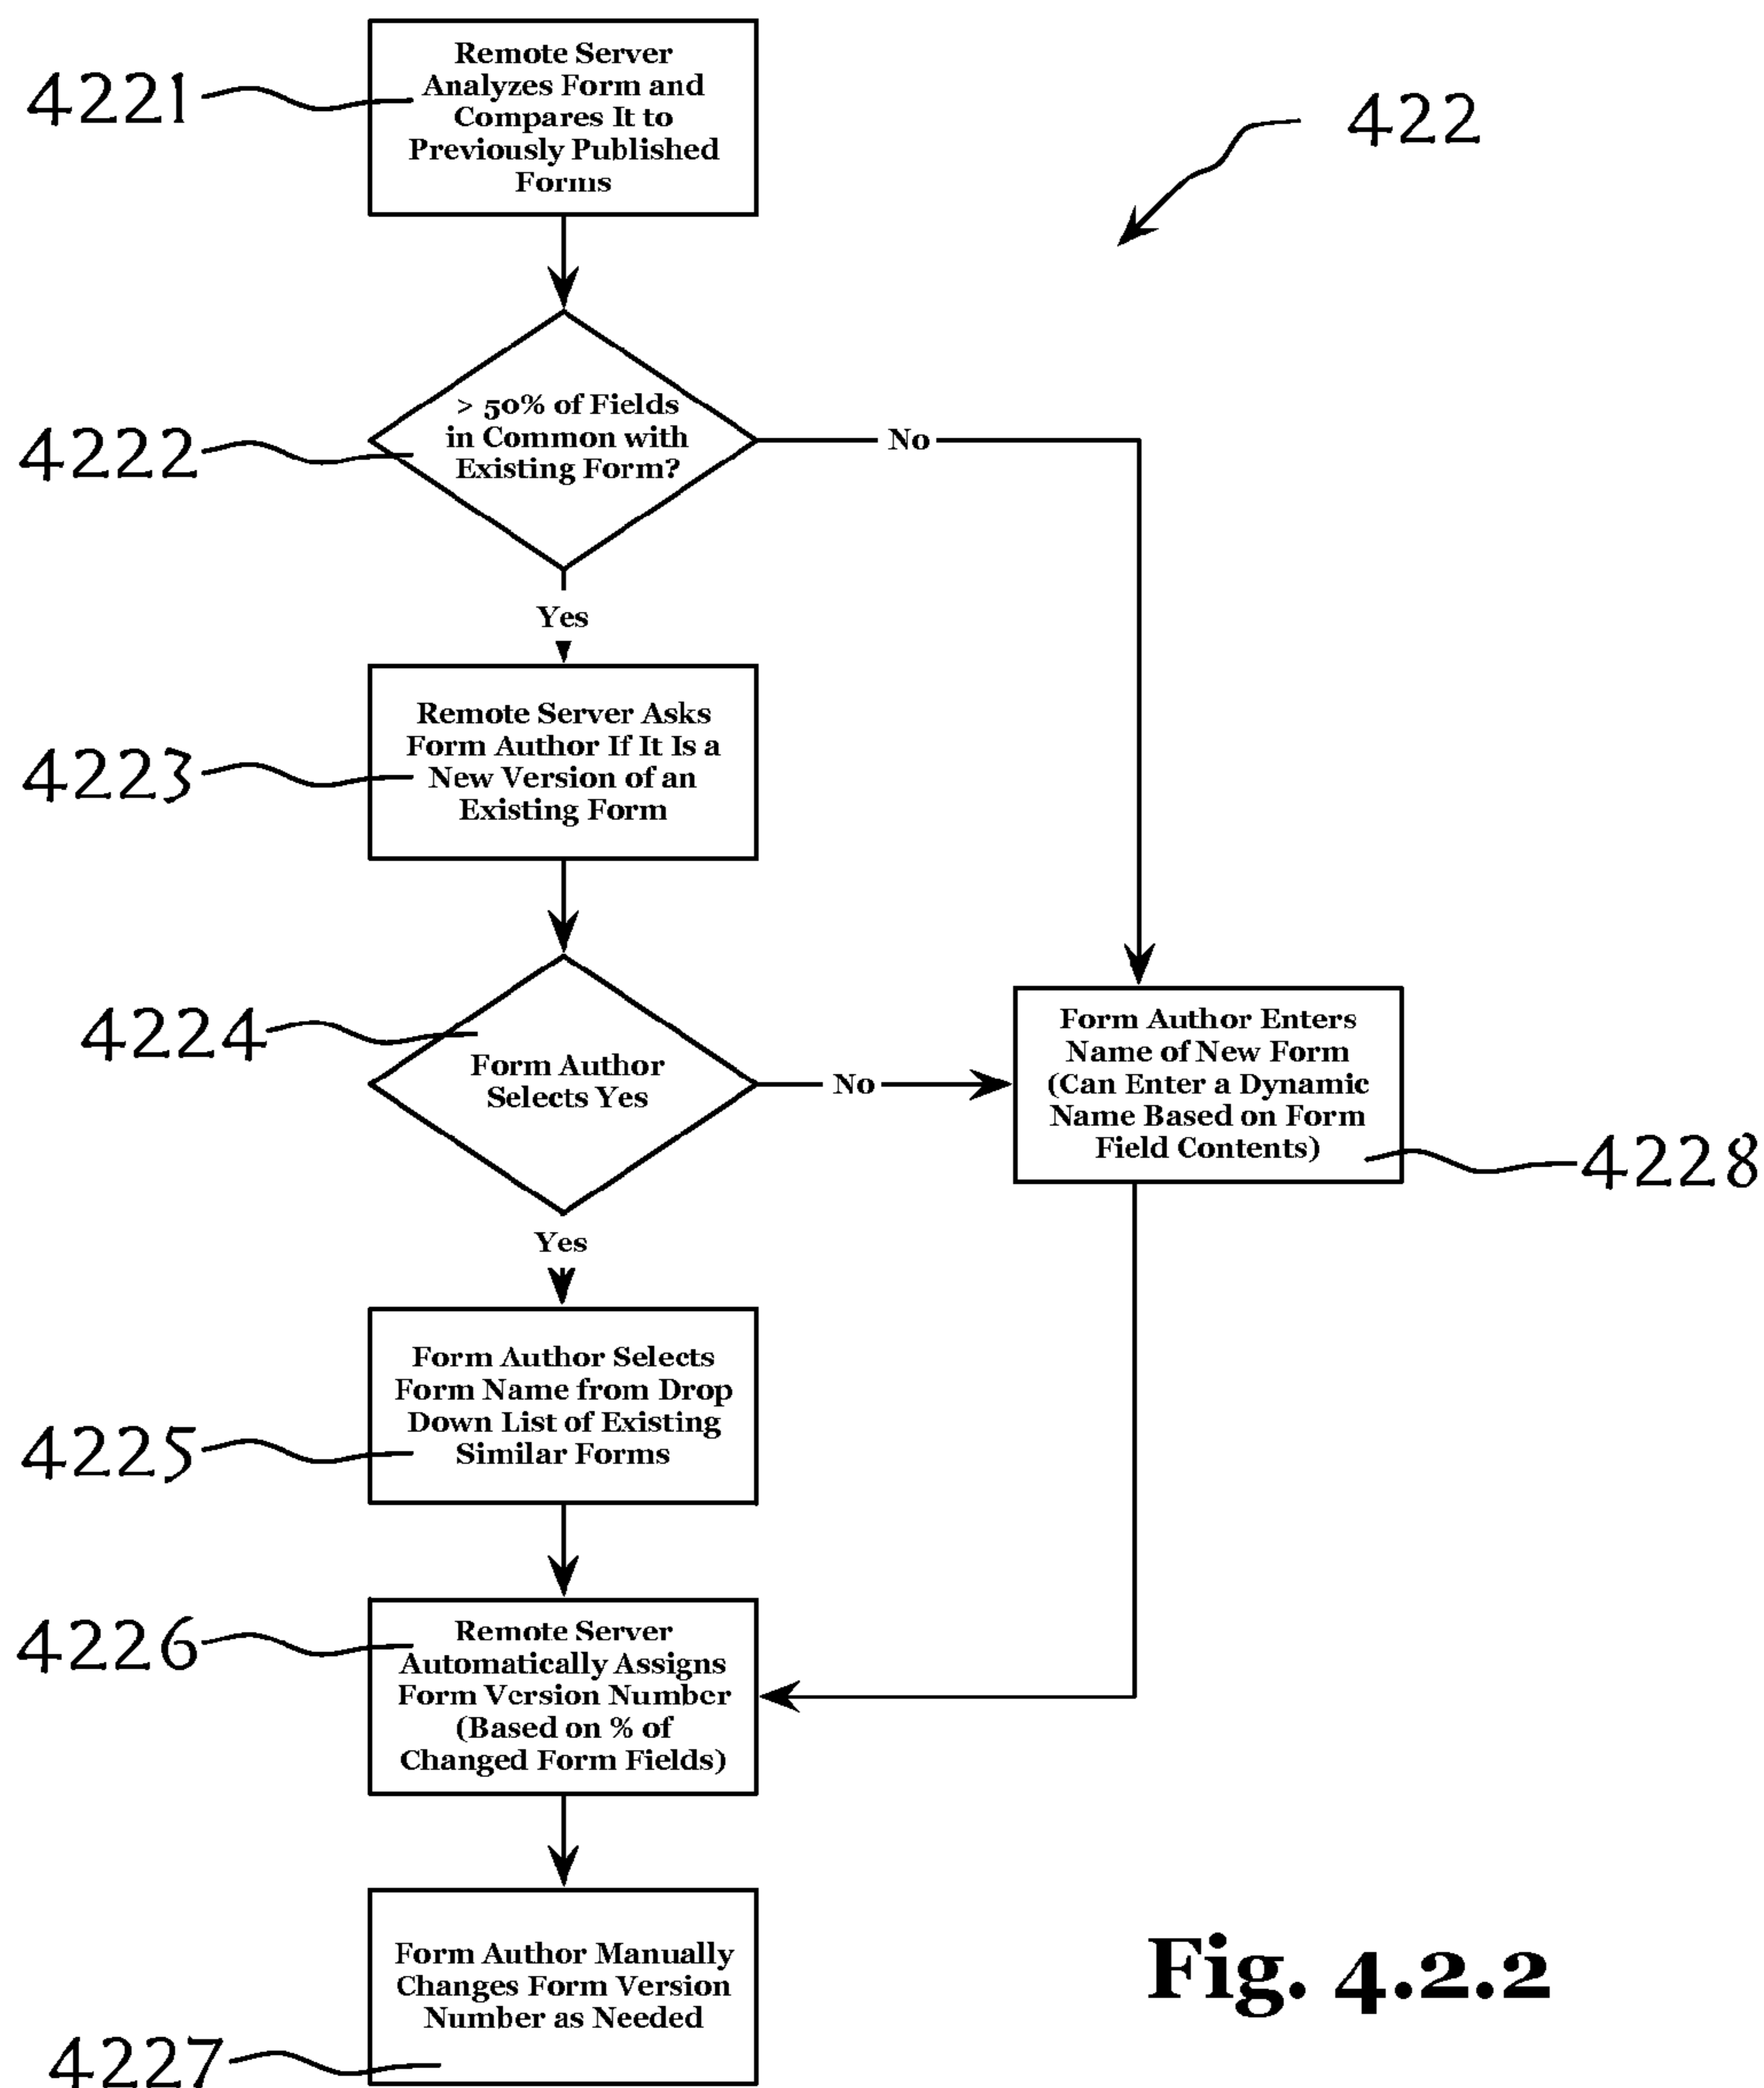 Remote Server
Analyzes Form and
Compares It to
Previously Published
Forms
4221
422
> 50% of Fields
in Common with
Existing Form?
4222
No
Yes
Remote Server Asks
Form Author If It Is a
New Version of an
Existing Form
4223
Form Author
Selects Yes
4224
No
Form Author Enters
Name of New Form
(Can Enter a Dynamic
Name Based on Form
Field Contents)
4228
Yes
Form Author Selects
Form Name from Drop
Down List of Existing
Similar Forms
4225
Remote Server
Automatically Assigns
Form Version Number
(Based on % of
Changed Form Fields)
4226
Form Author Manually
Changes Form Version
Number as Needed
4227
Fig. 4.2.2